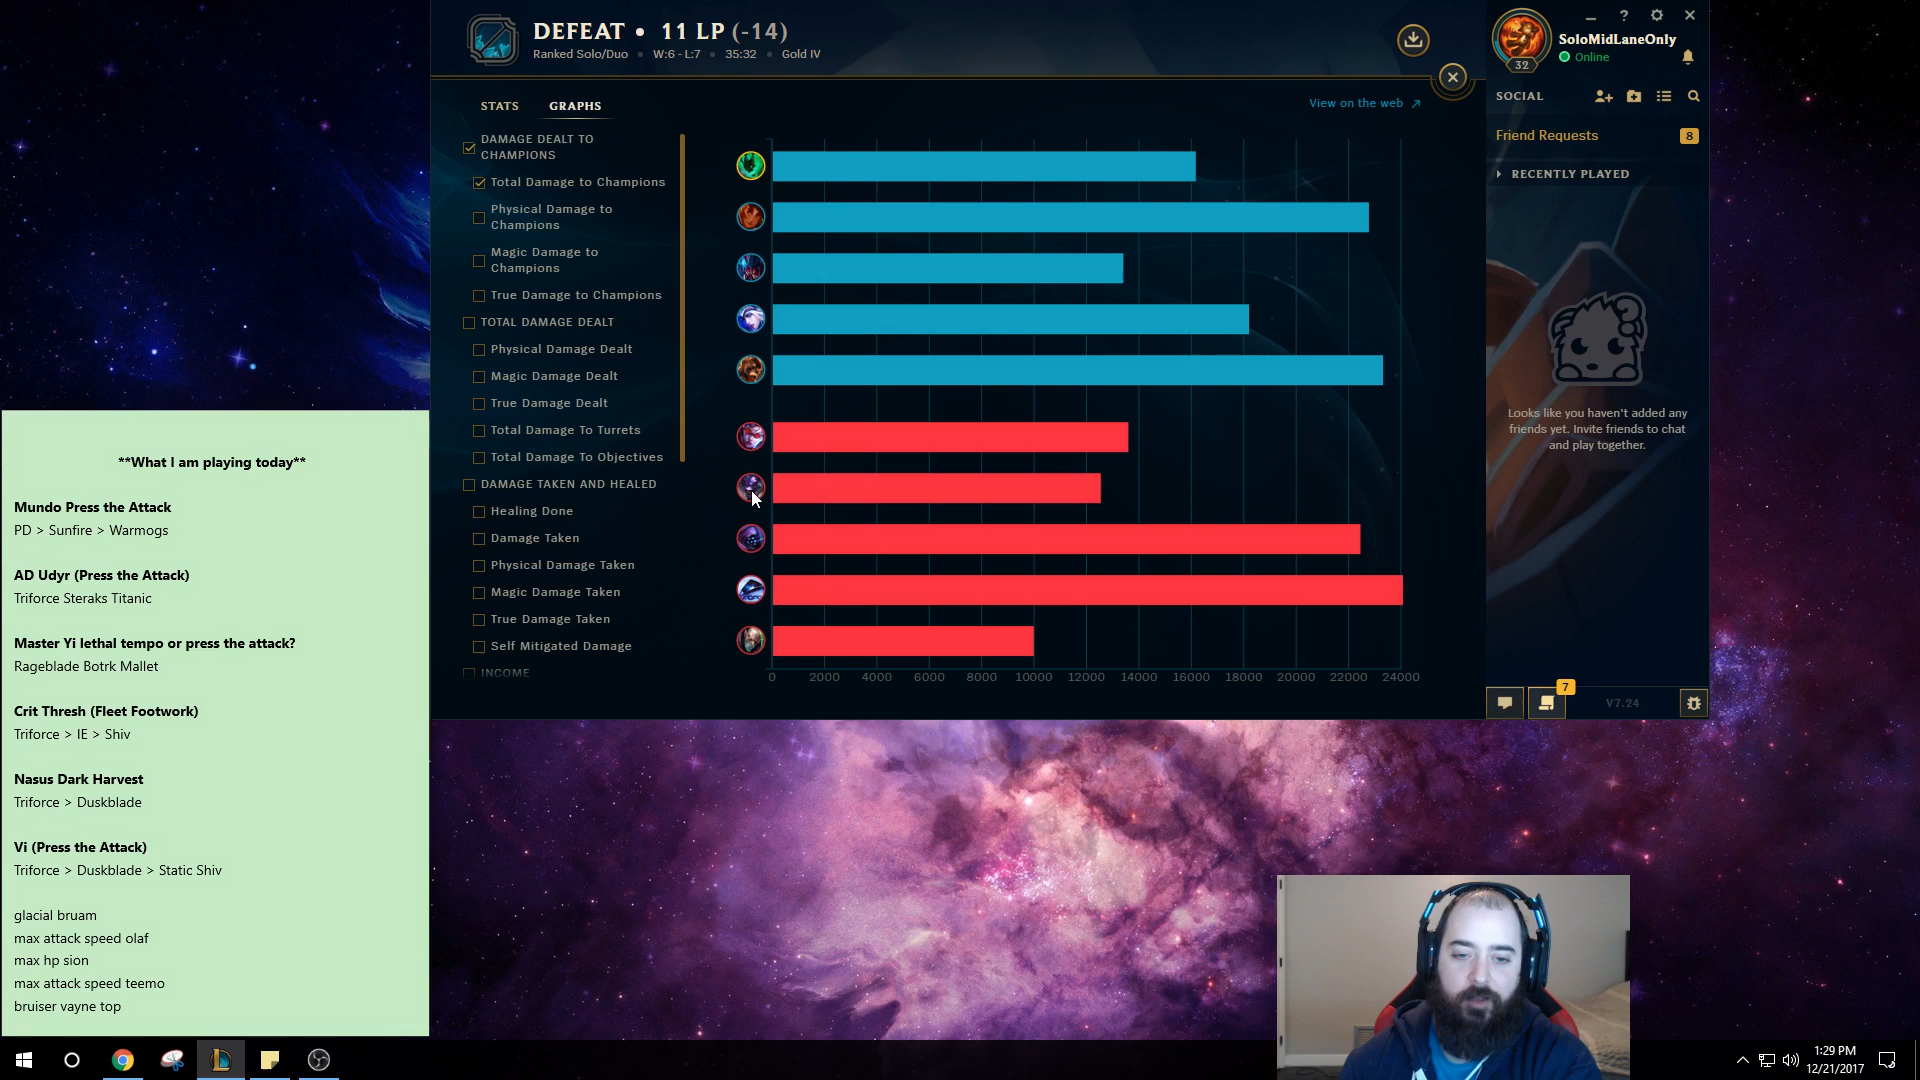 DEFEAT • 11 LP (-14)
Ranked Solo/Duo • W:6 - L:7 • 35:32 • Gold IV
SoloMidLaneOnly
Online
32
STATS
GRAPHS
View on the web
DAMAGE DEALT TO
CHAMPIONS
Total Damage to Champions
Physical Damage to
Champions
Magic Damage to
Champions
True Damage to Champions
TOTAL DAMAGE DEALT
Physical Damage Dealt
Magic Damage Dealt
True Damage Dealt
Total Damage To Turrets
Total Damage To Objectives
DAMAGE TAKEN AND HEALED
Healing Done
Damage Taken
Physical Damage Taken
Magic Damage Taken
True Damage Taken
Self Mitigated Damage
INCOME
0 2000 4000 6000 8000 10000 12000 14000 16000 18000 20000 22000 24000
SOCIAL
Friend Requests 8
RECENTLY PLAYED
Looks like you haven't added any
friends yet. Invite friends to chat
and play together.
7
V7.24
**What I am playing today**
Mundo Press the Attack
PD > Sunfire > Warmogs
AD Udyr (Press the Attack)
Triforce Steraks Titanic
Master Yi lethal tempo or press the attack?
Rageblade Botrk Mallet
Crit Thresh (Fleet Footwork)
Triforce > IE > Shiv
Nasus Dark Harvest
Triforce > Duskblade
Vi (Press the Attack)
Triforce > Duskblade > Static Shiv
glacial bruam
max attack speed olaf
max hp sion
max attack speed teemo
bruiser vayne top
1:29 PM
12/21/2017